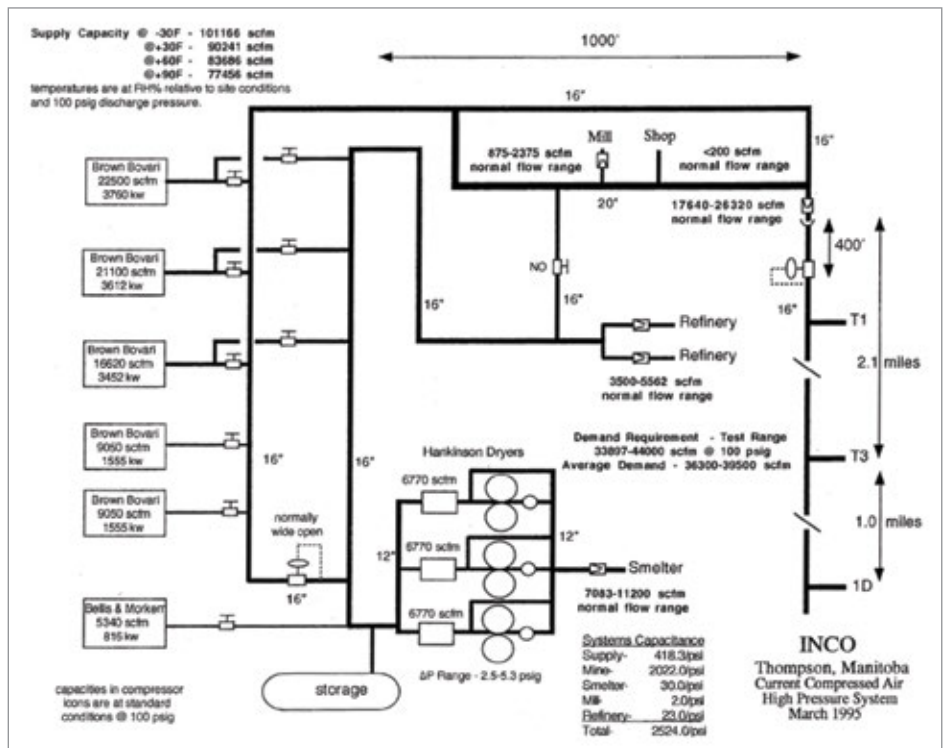 Supply Capacity @ -30F - 101166 scfm
@+30F - 90241 scfm
@+60F - 83686 scfm
@+90F - 77456 scfm
temperatures are at RH% relative to site conditions
and 100 psig discharge pressure.
1000'
16"
16"
Mill
Shop
875-2375 scfm
normal flow range
<200 scfm
normal flow range
20"
17640-26320 scfm
normal flow range
400'
Brown Bovari
22500 scfm
3760 kw
Brown Bovari
21100 scfm
3612 kw
NO
16"
16"
16"
T1
Refinery
Refinery
2.1 miles
Brown Bovari
16620 scfm
3452 kw
3500-5562 scfm
normal flow range
Brown Bovari
9050 scfm
1555 kw
16"
16"
Hankinson Dryers
Demand Requirement - Test Range
33897-44000 scfm @ 100 psig
Average Demand - 36300-39500 scfm
T3
Brown Bovari
9050 scfm
1555 kw
normally
wide open
6770 scfm
1.0 miles
12"
12"
6770 scfm
Smelter
16"
7083-11200 scfm
normal flow range
1D
Bellis & Morkem
5340 scfm
815 kw
6770 scfm
ΔP Range - 2.5-5.3 psig
storage
capacities in compressor
icons are at standard
conditions @ 100 psig
Systems Capacitance
Supply- 418.3/psi
Mine- 2022.0/psi
Smelter- 30.0/psi
Mill- 2.0/psi
Refinery- 23.0/psi
Total- 2524.0/psi
INCO
Thompson, Manitoba
Current Compressed Air
High Pressure System
March 1995